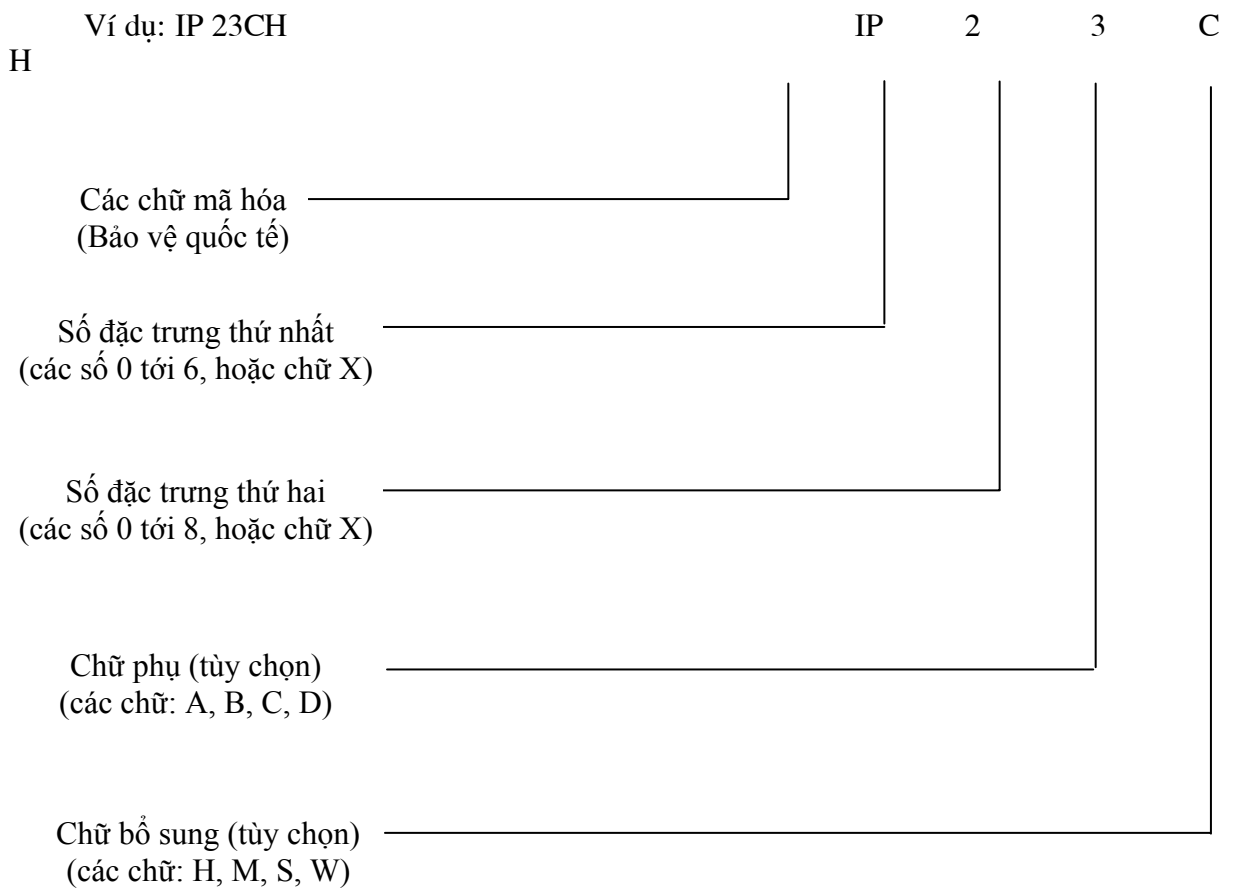 Ví dụ: IP 23CH IP 2 3 C
H
Các chữ mã hóa
(Bảo vệ quốc tế)
Số đặc trưng thứ nhất
(các số 0 tới 6, hoặc chữ X)
Số đặc trưng thứ hai
(các số 0 tới 8, hoặc chữ X)
Chữ phụ (tùy chọn)
(các chữ: A, B, C, D)
Chữ bổ sung (tùy chọn)
(các chữ: H, M, S, W)